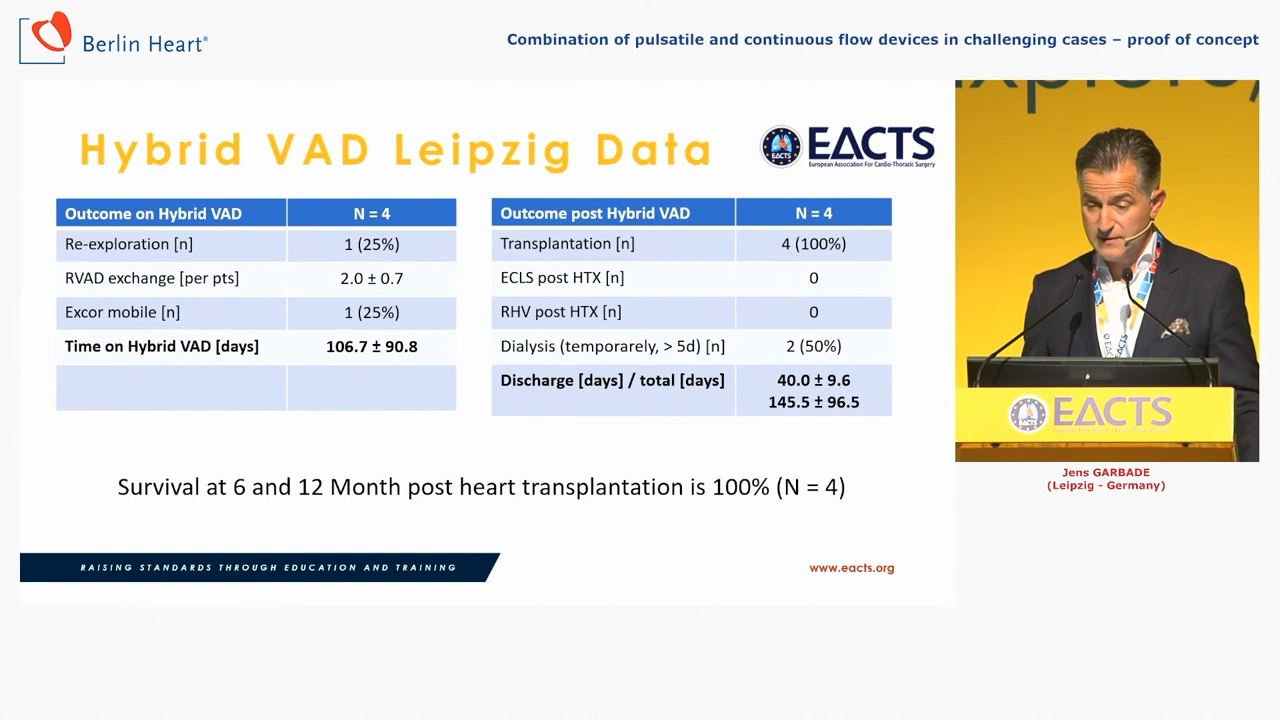 Berlin Heart®
Combination of pulsatile and continuous flow devices in challenging cases – proof of concept
Hybrid VAD Leipzig Data
EACTS
European Association For Cardio-Thoracic Surgery
Outcome on Hybrid VAD N = 4
Re-exploration [n] 1 (25%)
RVAD exchange [per pts] 2.0 ± 0.7
Excor mobile [n] 1 (25%)
Time on Hybrid VAD [days] 106.7 ± 90.8
Outcome post Hybrid VAD N = 4
Transplantation [n] 4 (100%)
ECLS post HTX [n] 0
RHV post HTX [n] 0
Dialysis (temporarely, > 5d) [n] 2 (50%)
Discharge [days] / total [days] 40.0 ± 9.6
145.5 ± 96.5
Survival at 6 and 12 Month post heart transplantation is 100% (N = 4)
RAISING STANDARDS THROUGH EDUCATION AND TRAINING
www.eacts.org
explor
EACTS
Jens GARBADE
(Leipzig - Germany)